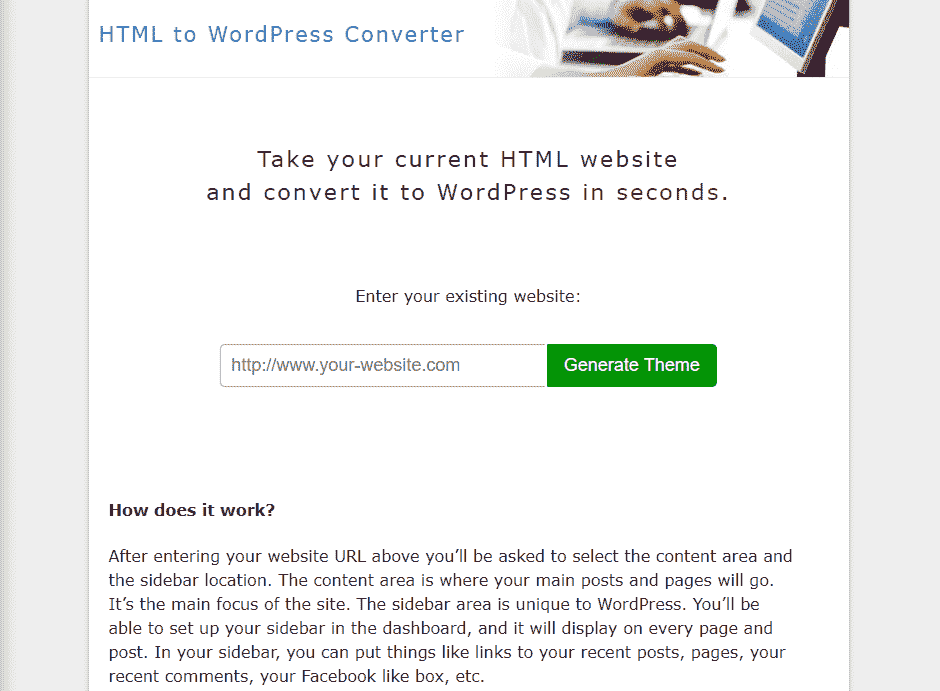 HTML to WordPress Converter
Take your current HTML website
and convert it to WordPress in seconds.
Enter your existing website:
http://www.your-website.com
Generate Theme
How does it work?
After entering your website URL above you’ll be asked to select the content area and
the sidebar location. The content area is where your main posts and pages will go.
It’s the main focus of the site. The sidebar area is unique to WordPress. You’ll be
able to set up your sidebar in the dashboard, and it will display on every page and
post. In your sidebar, you can put things like links to your recent posts, pages, your
recent comments, your Facebook like box, etc.